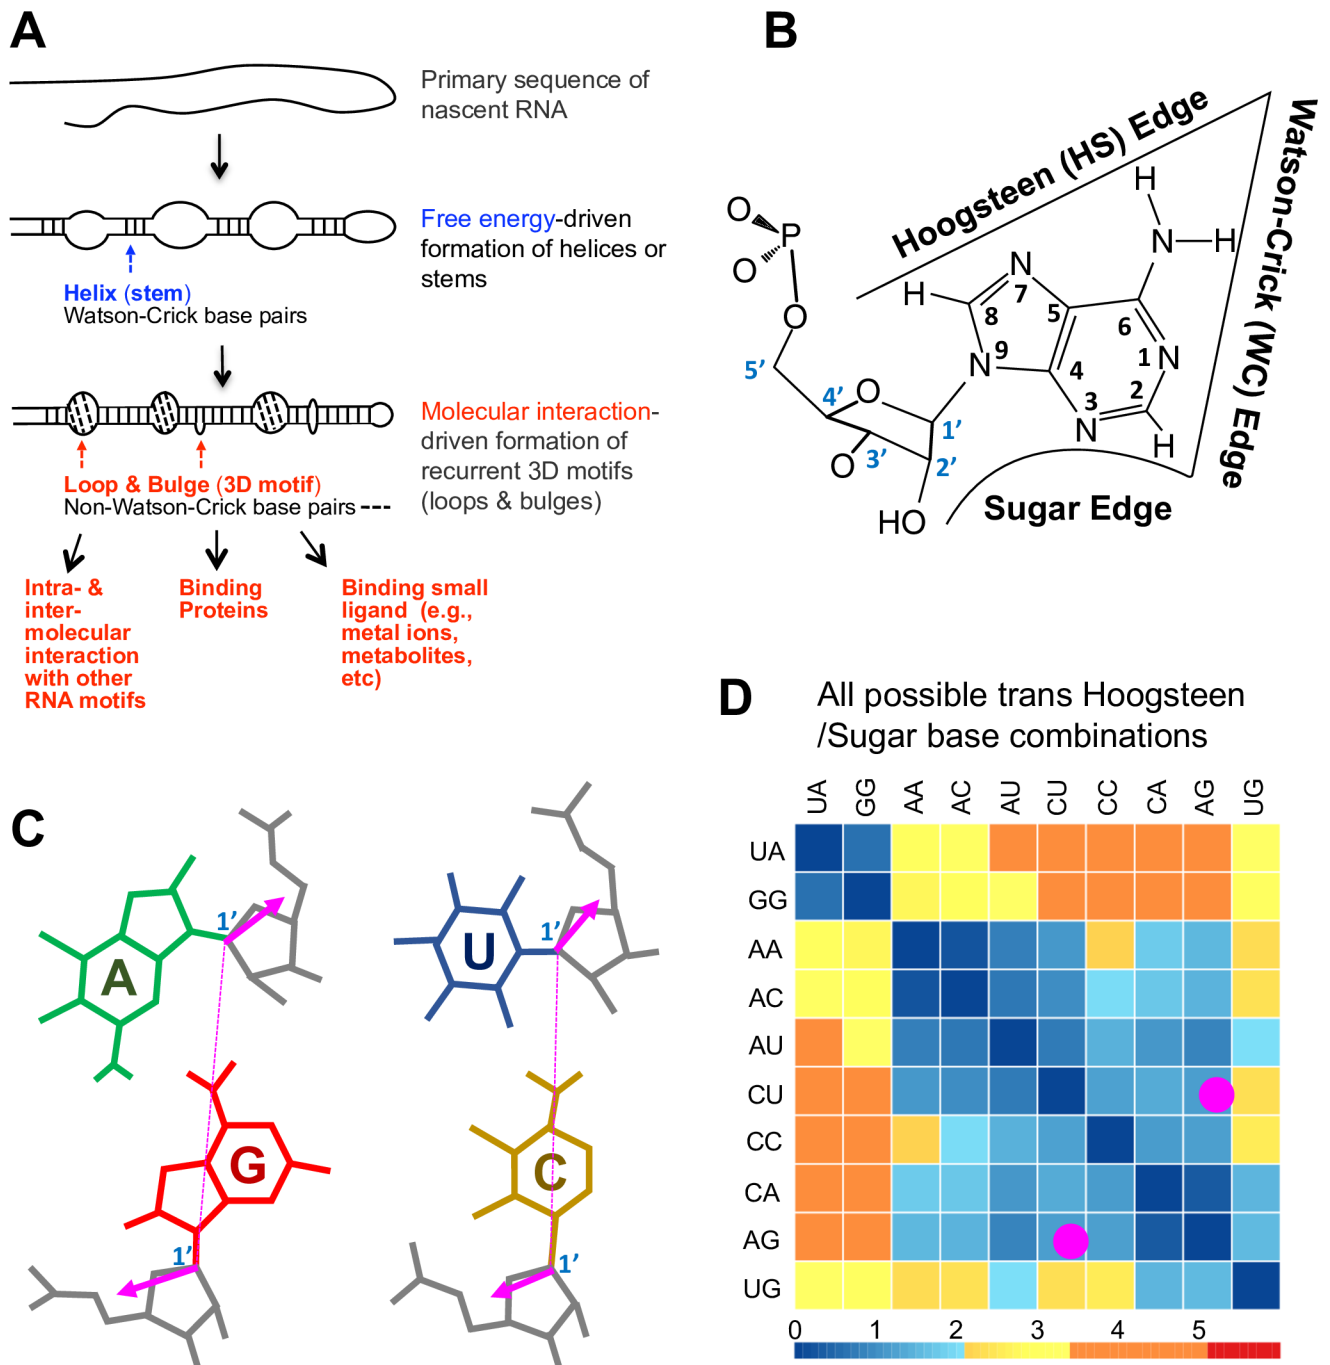 A
Primary sequence of
nascent RNA
Free energy-driven
formation of helices or
stems
Helix (stem)
Watson-Crick base pairs
Molecular interaction-
driven formation of
recurrent 3D motifs
(loops & bulges)
Loop & Bulge (3D motif)
Non-Watson-Crick base pairs ---
Intra- &
inter-
molecular
interaction
with other
RNA motifs
Binding
Proteins
Binding small
ligand (e.g.,
metal ions,
metabolites,
etc)
B
Hoogsteen (HS) Edge
Watson-Crick (WC) Edge
Sugar Edge
H
N H
O
P
O
O
N
7
H
8
5
6
N
9
4
1 N
3
2
N
H
5’
4’
O
1’
3’
2’
O
HO
C
1’
A
1’
U
G
1’
C
1’
D
All possible trans Hoogsteen
/Sugar base combinations
UA GG AA AC AU CU CC CA AG UG
UA
GG
AA
AC
AU
CU
CC
CA
AG
UG
0 1 2 3 4 5